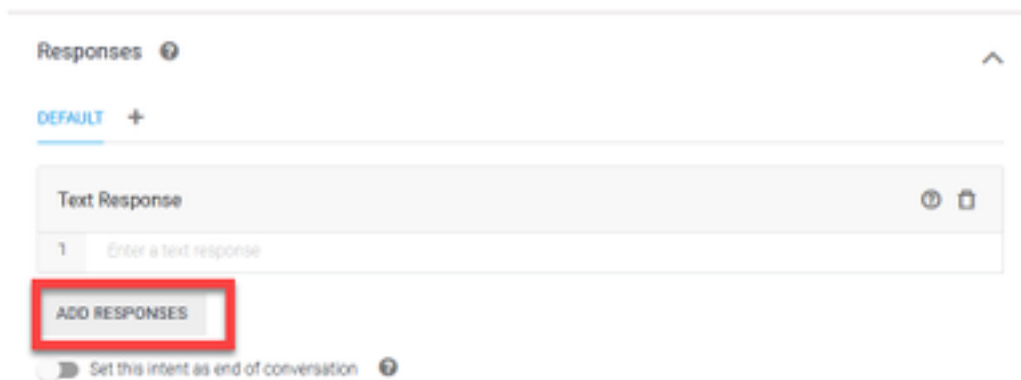 Responses
DEFAULT +
Text Response
1 Enter a text response
ADD RESPONSES
Set this intent as end of conversation